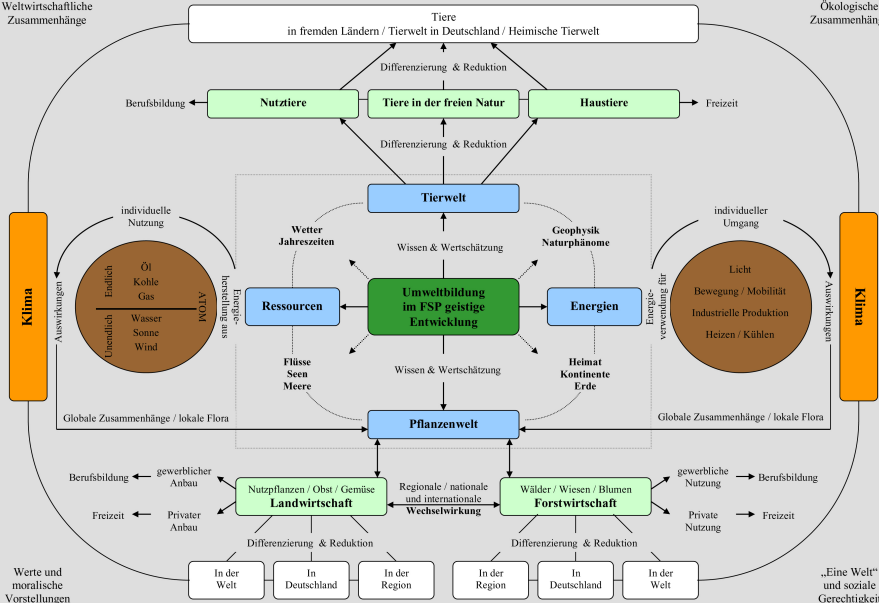 Weltwirtschaftliche
Zusammenhänge
Ökologische
Zusammenhäng
Tiere
in fremden Ländern / Tierwelt in Deutschland / Heimische Tierwelt
Differenzierung & Reduktion
Berufsbildung
Nutztiere
Tiere in der freien Natur
Haustiere
Freizeit
Differenzierung & Reduktion
Tierwelt
individuelle
Nutzung
individueller
Umgang
Wetter
Jahreszeiten
Wissen & Wertschätzung
Geophysik
Naturphänome
Klima
Auswirkungen
Endlich
Öl
Kohle
Gas
Unendlich
Wasser
Sonne
Wind
ATOM
Energie-
herstellung aus
Ressourcen
Umweltbildung
im FSP geistige
Entwicklung
Energien
Energie-
verwendung für
Licht
Bewegung / Mobilität
Industrielle Produktion
Heizen / Kühlen
Auswirkungen
Klima
Flüsse
Seen
Meere
Wissen & Wertschätzung
Heimat
Kontinente
Erde
Globale Zusammenhänge / lokale Flora
Pflanzenwelt
Globale Zusammenhänge / lokale Flora
Berufsbildung
gewerblicher
Anbau
Freizeit
Privater
Anbau
Nutzpflanzen / Obst / Gemüse
Landwirtschaft
Regionale / nationale
und internationale
Wechselwirkung
Wälder / Wiesen / Blumen
Forstwirtschaft
gewerbliche
Nutzung
Berufsbildung
Private
Nutzung
Freizeit
Differenzierung & Reduktion
Differenzierung & Reduktion
In der
Welt
In
Deutschland
In der
Region
In der
Region
In
Deutschland
In der
Welt
Werte und
moralische
Vorstellungen
„Eine Welt“
und soziale
Gerechtigkeit